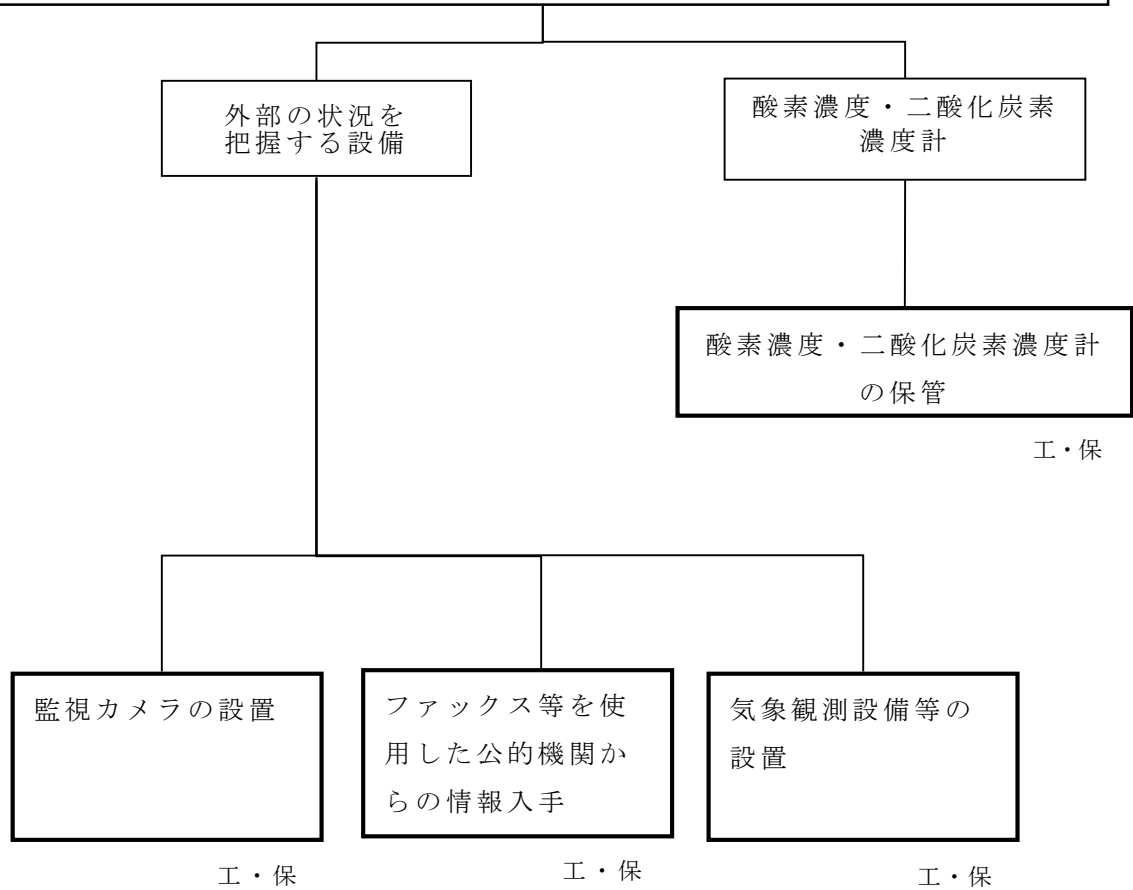 外部の状況を
把握する設備
酸素濃度・二酸化炭素
濃度計
酸素濃度・二酸化炭素濃度計
の保管
工・保
監視カメラの設置
ファックス等を使
用した公的機関か
らの情報入手
気象観測設備等の
設置
工・保
工・保
工・保